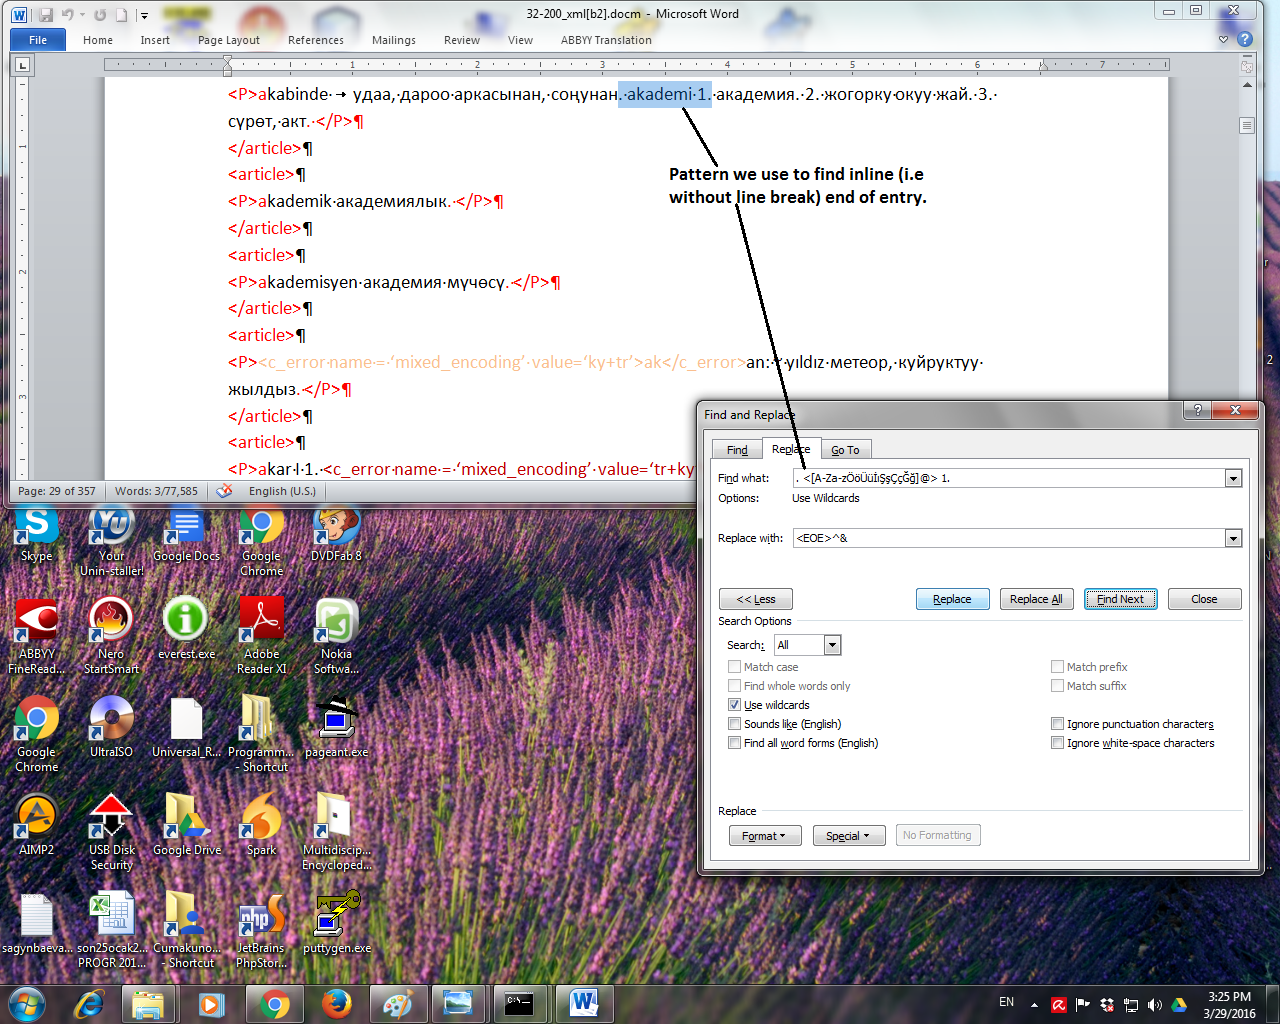 32-200_xml[b2].docm - Microsoft Word
File Home Insert Page Layout References Mailings Review View ABBYY Translation
1 2 3 4 5 6 7
<P>akabinde· → удаа,·дароо·аркасынан,·соңунан.·akademi·1.·академия.·2.·жогорку·окуу·жай.·3.·
сүрөт,·акт.·</P>¶
</article>¶
<article>¶
<P>akademik·академиялык.·</P>¶
</article>¶
<article>¶
<P>akademisyen·академия·мүчөсү.·</P>¶
</article>¶
<article>¶
<P><c_error·name·=·‘mixed_encoding’·value=‘ky+tr’>ak</c_error>an:·~·yıldız·метеор,·куйруктуу·
жылдыз.·</P>¶
</article>¶
<article>¶
<P>akar·I·1.·<c_error·name·=·‘mixed_encoding’·value=‘tr+ky
Pattern we use to find inline (i.e
without line break) end of entry.
Page: 29 of 357 Words: 3/77,585 English (U.S.)
Find and Replace
Find Replace Go To
Find what: . <[A-Za-zÖöÜüİıŞşÇçĞğ]@> 1.
Options: Use Wildcards
Replace with: <EOE>^&
<< Less Replace Replace All Find Next Close
Search Options
Search: All
Match case Match prefix
Find whole words only Match suffix
Use wildcards
Sounds like (English) Ignore punctuation characters
Find all word forms (English) Ignore white-space characters
Replace
Format Special No Formatting
Skype
Your
Unin-staller!
Google Docs
Google
Chrome
DVDFab 8
ABBYY
FineRead...
Nero
StartSmart
everest.exe
Adobe
Reader XI
Nokia
Softwa...
Google
Chrome
UltraISO
Universal_R...
Programm...
- Shortcut
pageant.exe
AIMP2
USB Disk
Security
Google Drive
Spark
Multidiscip...
Encycloped...
sagynbaeva...
son25ocak2...
PROGR 201...
Cumakuno...
- Shortcut
JetBrains
PhpStor...
puttygen.exe
EN
3:25 PM
3/29/2016